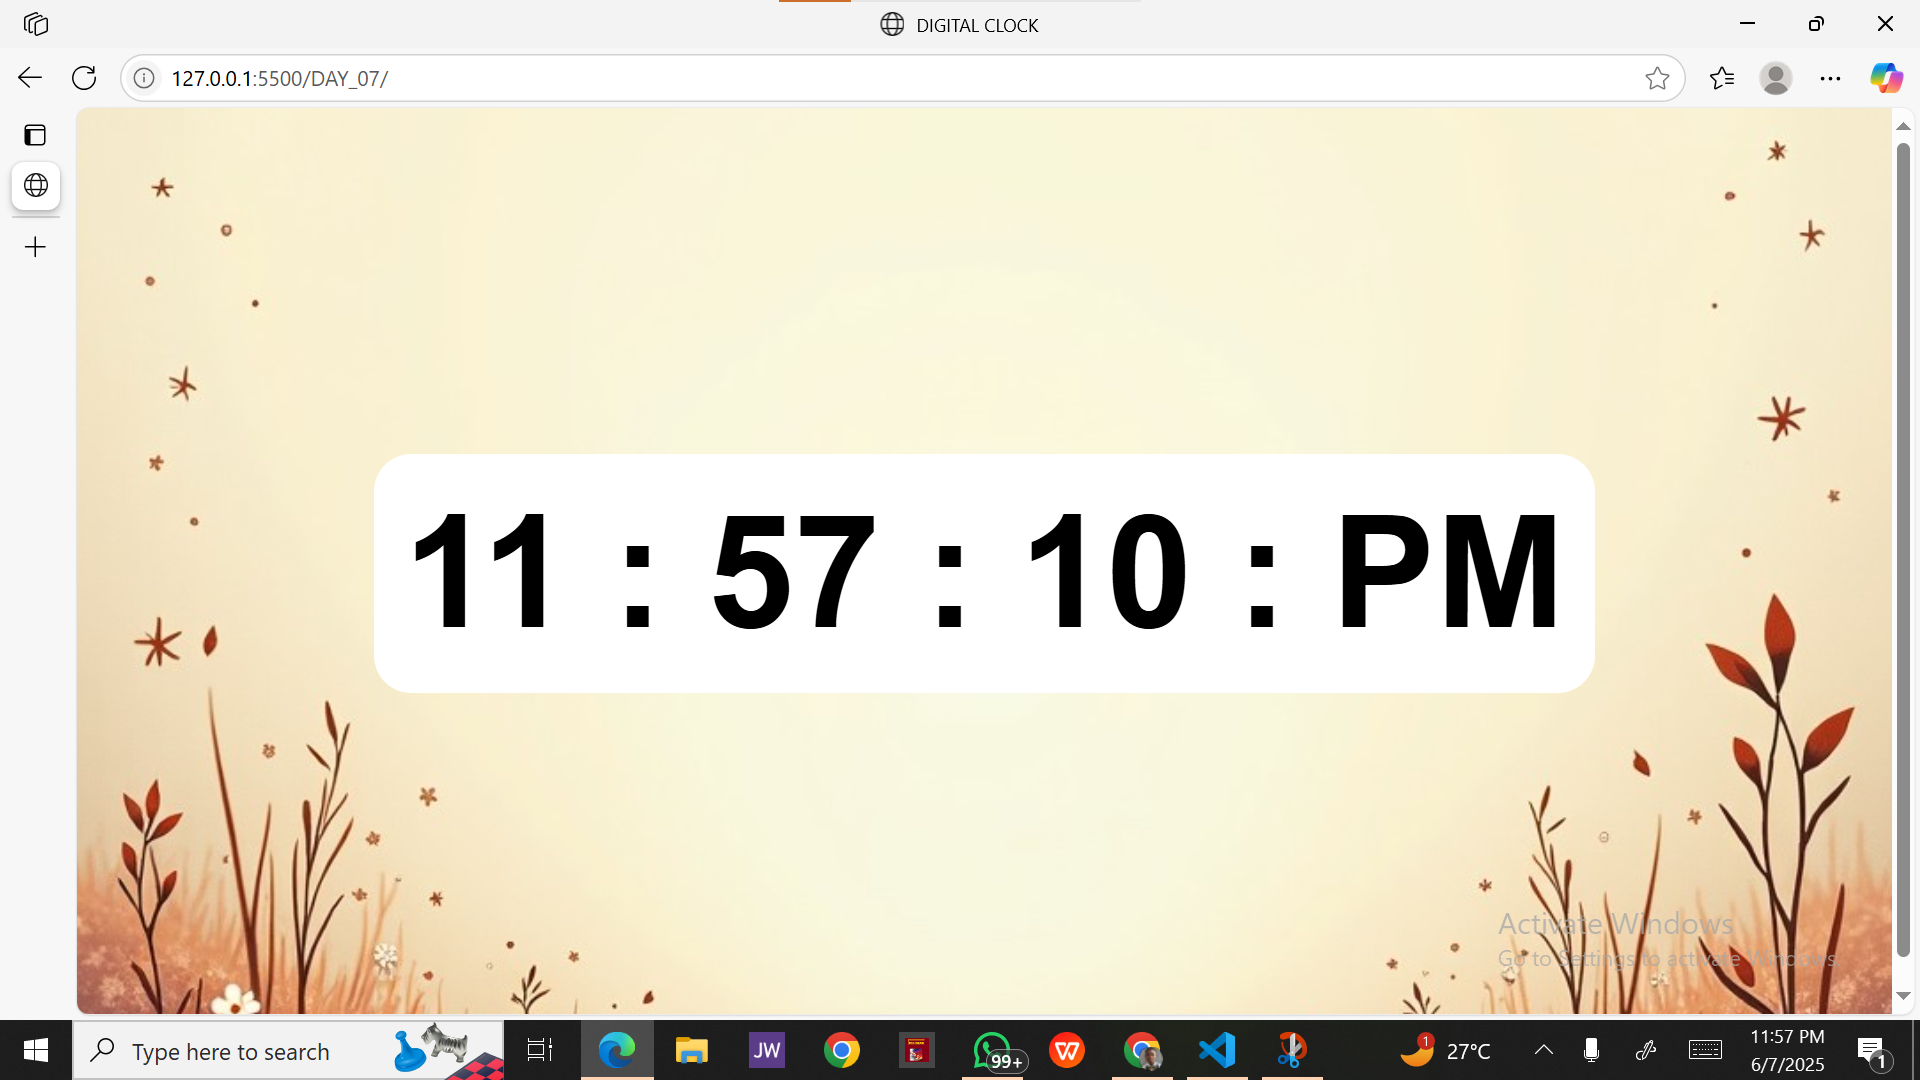 DIGITAL CLOCK
127.0.0.1:5500/DAY_07/
11 : 57 : 10 : PM
Activate Windows
Go to Settings to activate Windows.
Type here to search
JW
99+
W
1
27°C
11:57 PM
6/7/2025
1